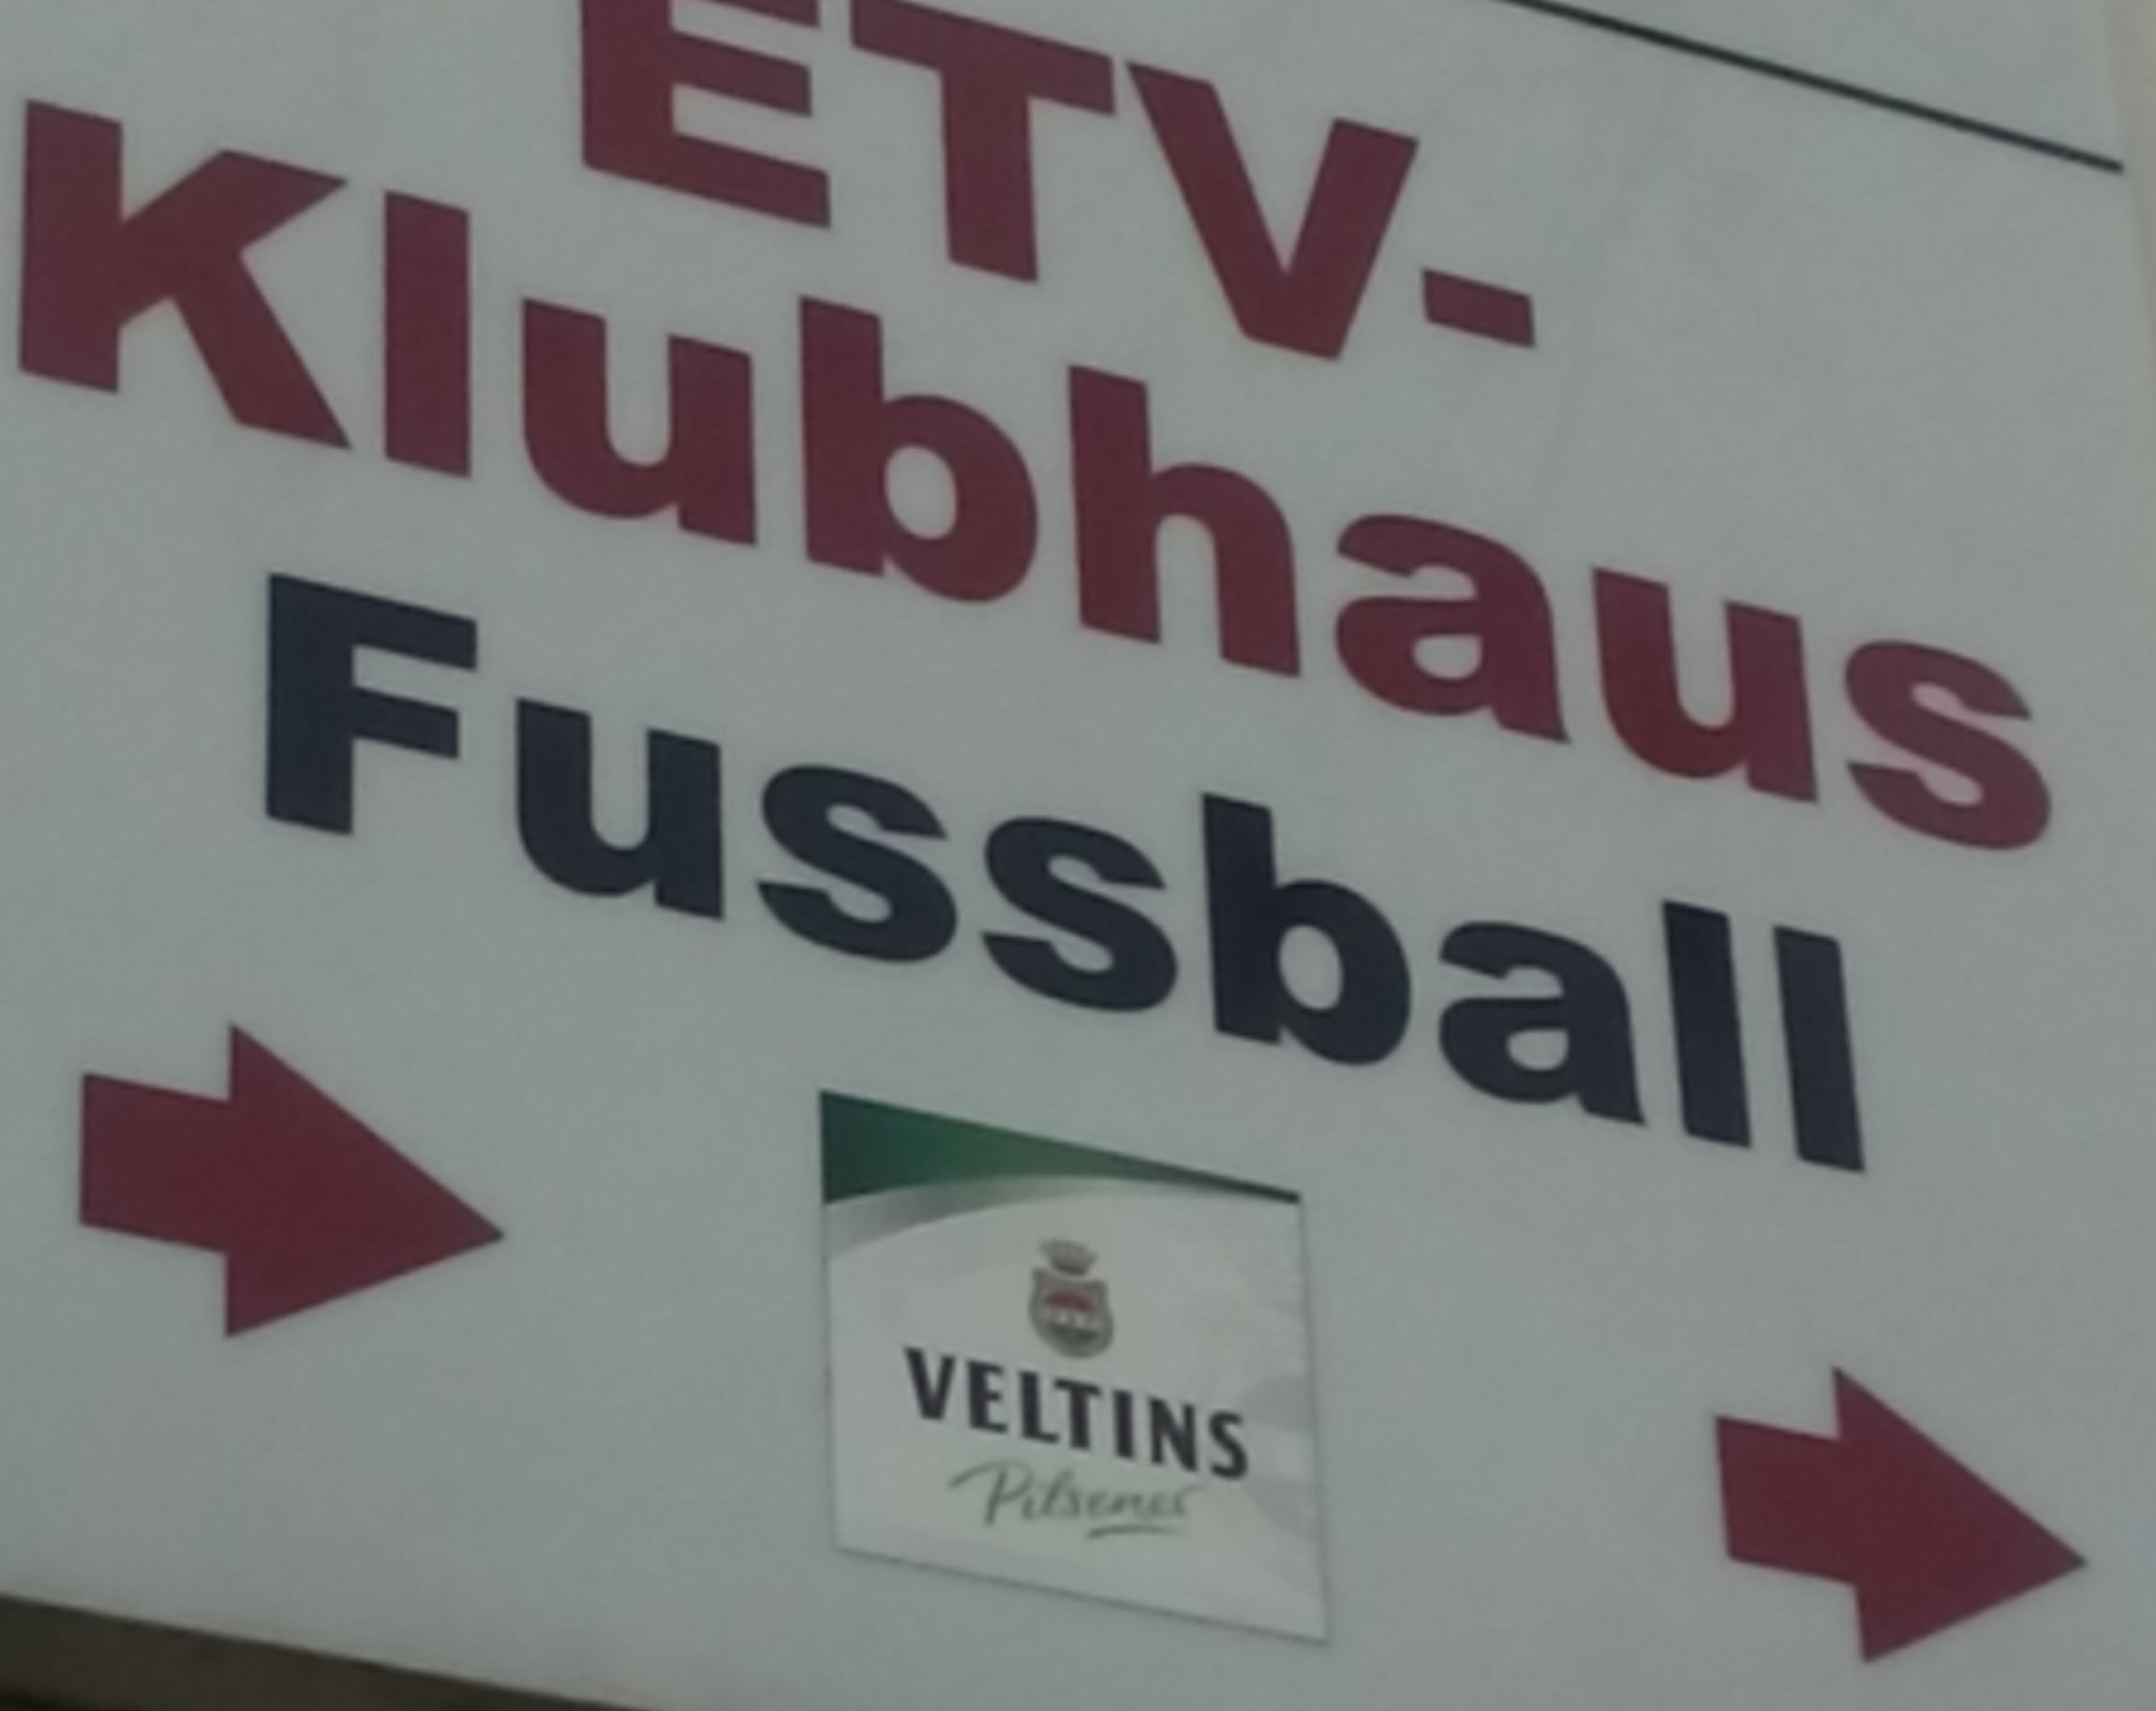 ETV-
Klubhaus
Fussball
VELTINS
Pilsener